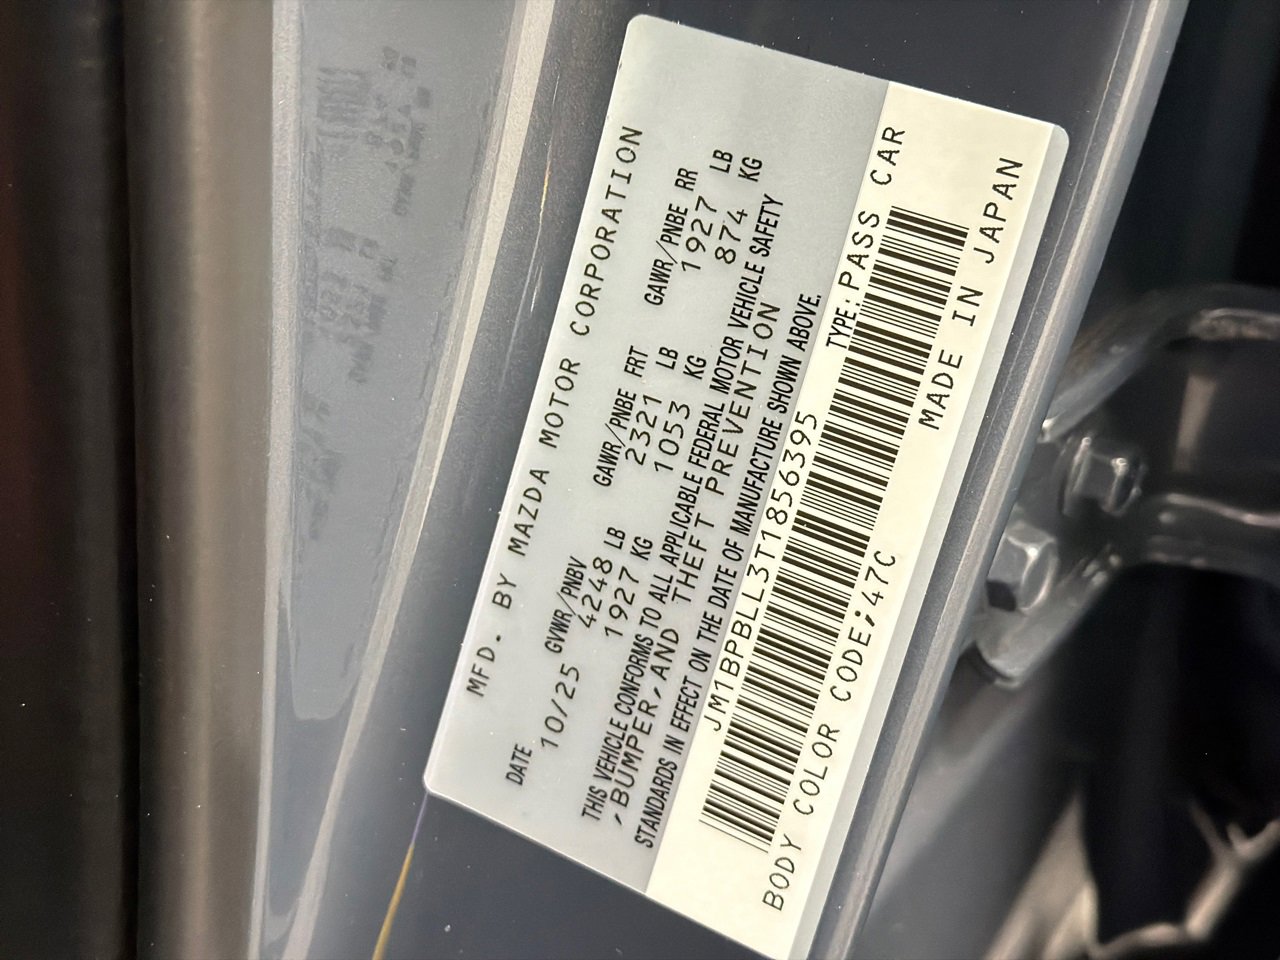 MFD. BY MAZDA MOTOR CORPORATION
DATE GVWR/PNBV GAWR/PNBE FRT GAWR/PNBE RR
10/25 4248 LB 2321 LB 1927 LB
1927 KG 1053 KG 874 KG
THIS VEHICLE CONFORMS TO ALL APPLICABLE FEDERAL MOTOR VEHICLE SAFETY
, BUMPER, AND THEFT PREVENTION
STANDARDS IN EFFECT ON THE DATE OF MANUFACTURE SHOWN ABOVE.
JM1BPBLL3T1856395 TYPE: PASS CAR
BODY COLOR CODE;47C MADE IN JAPAN